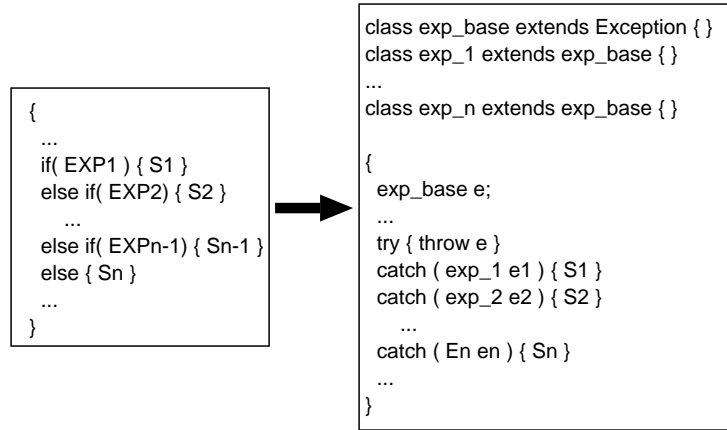 {
...
if( EXP1 ) { S1 }
else if( EXP2) { S2 }
...
else if( EXPn-1) { Sn-1 }
else { Sn }
...
}
class exp_base extends Exception { }
class exp_1 extends exp_base { }
...
class exp_n extends exp_base { }
{
exp_base e;
...
try { throw e }
catch ( exp_1 e1 ) { S1 }
catch ( exp_2 e2 ) { S2 }
...
catch ( En en ) { Sn }
...
}